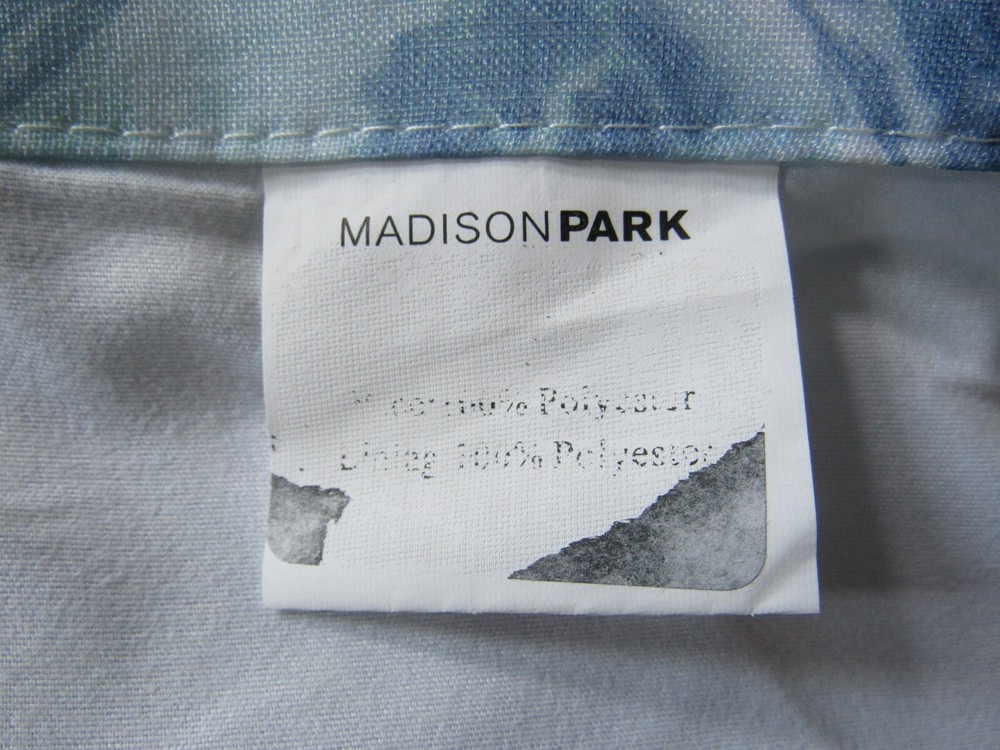 MADISONPARK
100% Polyester
Lining 100% Polyester